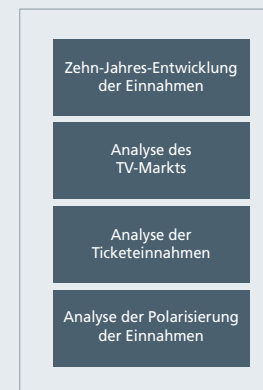 Zehn-Jahres-Entwicklung
der Einnahmen
Analyse des
TV-Markts
Analyse der
Ticketeinnahmen
Analyse der Polarisierung
der Einnahmen